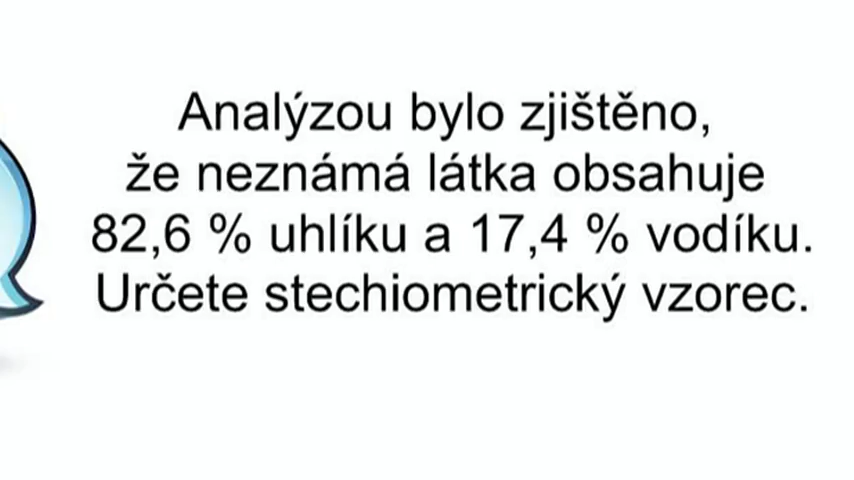 Analýzou bylo zjištěno,
že neznámá látka obsahuje
82,6 % uhlíku a 17,4 % vodíku.
Určete stechiometrický vzorec.